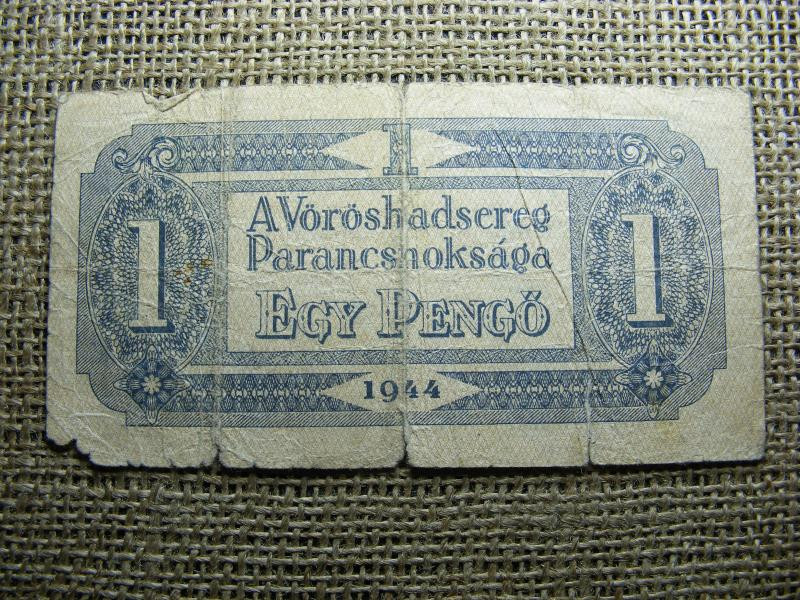 1
A Vöröshadsereg
Parancsnoksága
1 EGY PENGŐ 1
1944